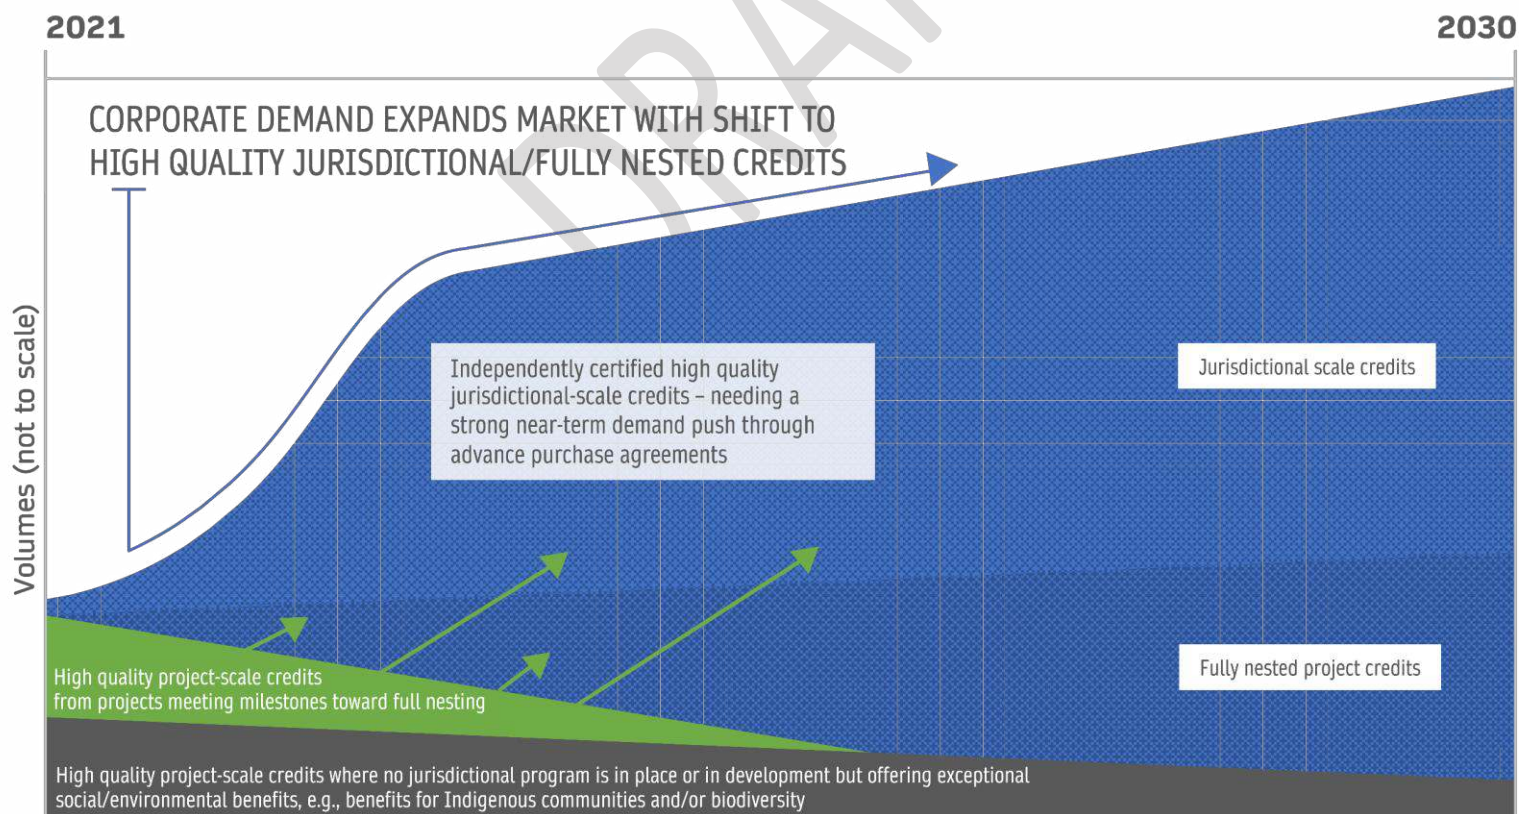 2021
2030
DRA
CORPORATE DEMAND EXPANDS MARKET WITH SHIFT TO
HIGH QUALITY JURISDICTIONAL/FULLY NESTED CREDITS
Volumes (not to scale)
Independently certified high quality
jurisdictional-scale credits – needing a
strong near-term demand push through
advance purchase agreements
Jurisdictional scale credits
Fully nested project credits
High quality project-scale credits
from projects meeting milestones toward full nesting
High quality project-scale credits where no jurisdictional program is in place or in development but offering exceptional
social/environmental benefits, e.g., benefits for Indigenous communities and/or biodiversity